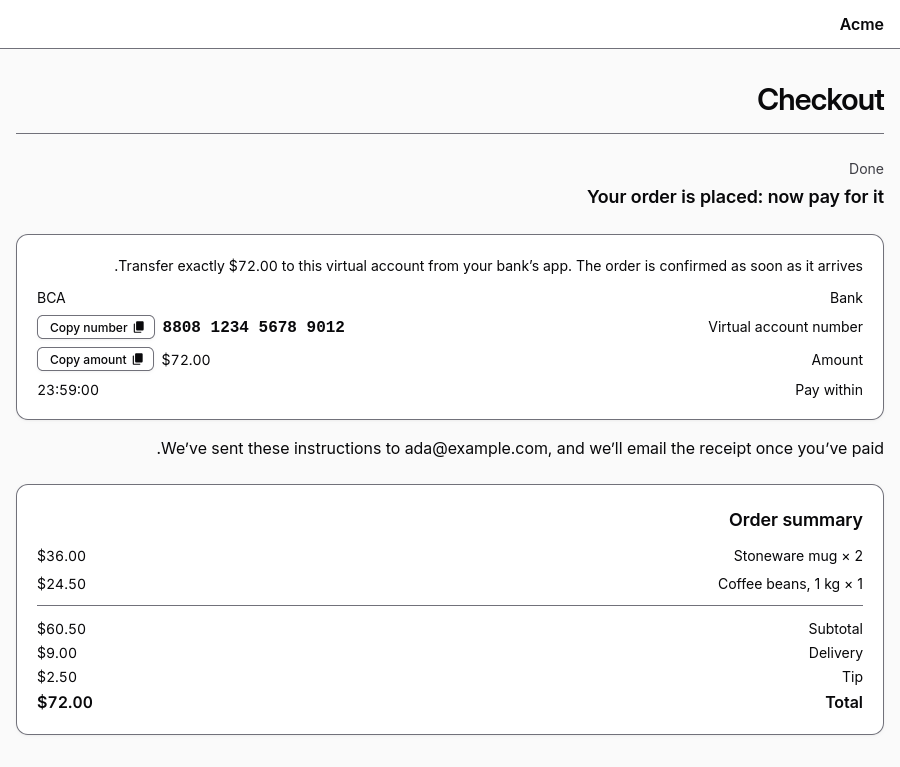 Acme
Checkout
Done
Your order is placed: now pay for it
.Transfer exactly $72.00 to this virtual account from your bank’s app. The order is confirmed as soon as it arrives
Bank BCA
Virtual account number 8808 1234 5678 9012 Copy number
Amount $72.00 Copy amount
Pay within 23:59:00
.We’ve sent these instructions to ada@example.com, and we’ll email the receipt once you’ve paid
Order summary
Stoneware mug × 2 $36.00
Coffee beans, 1 kg × 1 $24.50
Subtotal $60.50
Delivery $9.00
Tip $2.50
Total $72.00